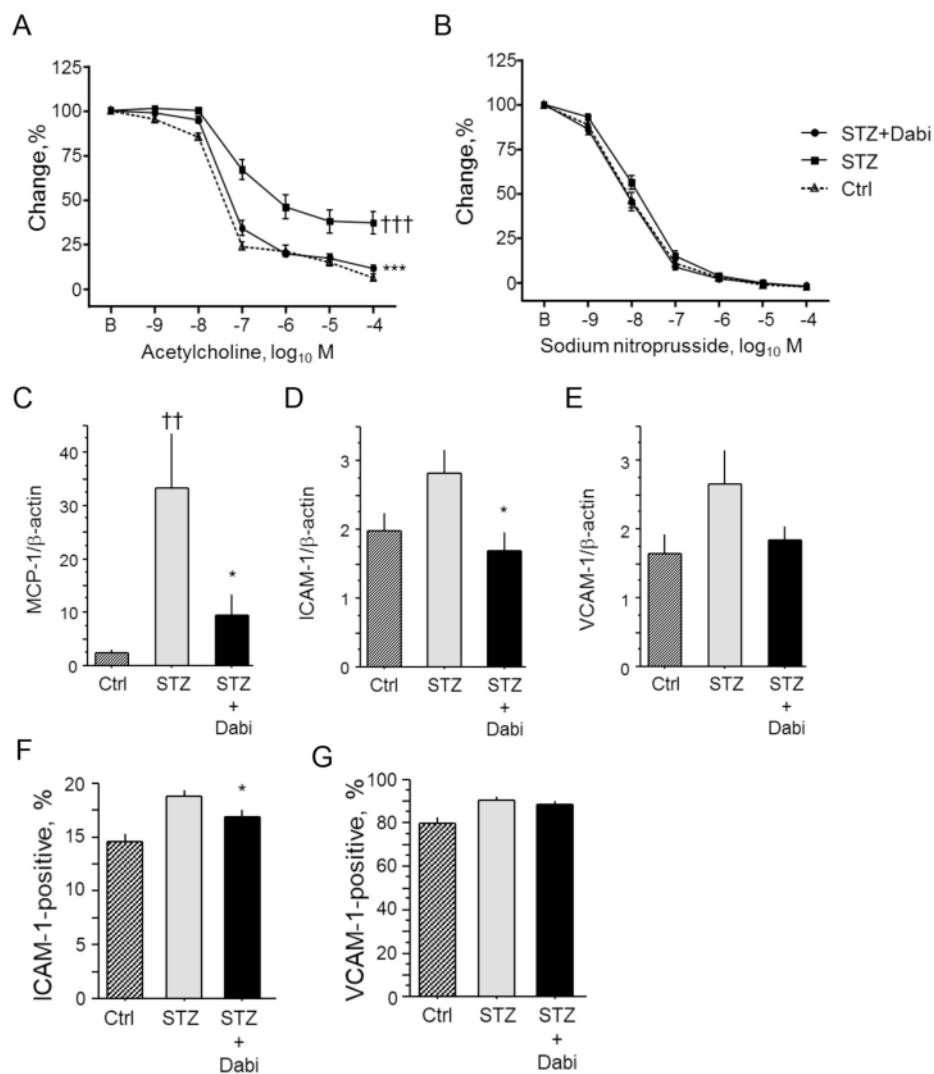 A
Change, %
125
100
75
50
25
0
†††
***
B -9 -8 -7 -6 -5 -4
Acetylcholine, log10 M
B
Change, %
125
100
75
50
25
0
B -9 -8 -7 -6 -5 -4
Sodium nitroprusside, log10 M
STZ+Dabi
STZ
Ctrl
C
MCP-1/β-actin
40
30
20
10
0
††
*
Ctrl STZ STZ
+
Dabi
D
ICAM-1/β-actin
3
2
1
0
*
Ctrl STZ STZ
+
Dabi
E
VCAM-1/β-actin
3
2
1
0
Ctrl STZ STZ
+
Dabi
F
ICAM-1-positive, %
20
15
10
5
0
*
Ctrl STZ STZ
+
Dabi
G
VCAM-1-positive, %
100
80
60
40
20
0
Ctrl STZ STZ
+
Dabi